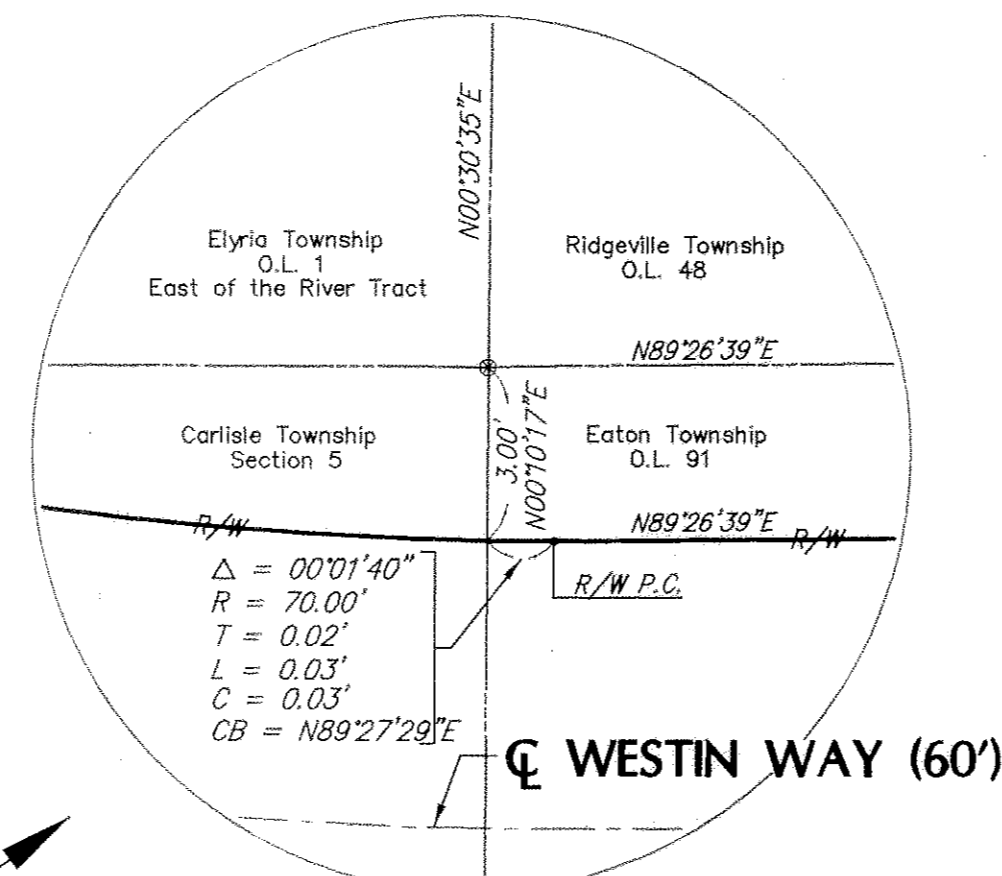 N00°30'35"E
Elyria Township
O.L. 1
East of the River Tract
Ridgeville Township
O.L. 48
N89°26'39"E
Carlisle Township
Section 5
3.00'
N00°10'17"E
Eaton Township
O.L. 91
R/W
N89°26'39"E
R/W
Δ = 00°01'40"
R = 70.00'
T = 0.02'
L = 0.03'
C = 0.03'
CB = N89°27'29"E
R/W P.C.
℄ WESTIN WAY (60')